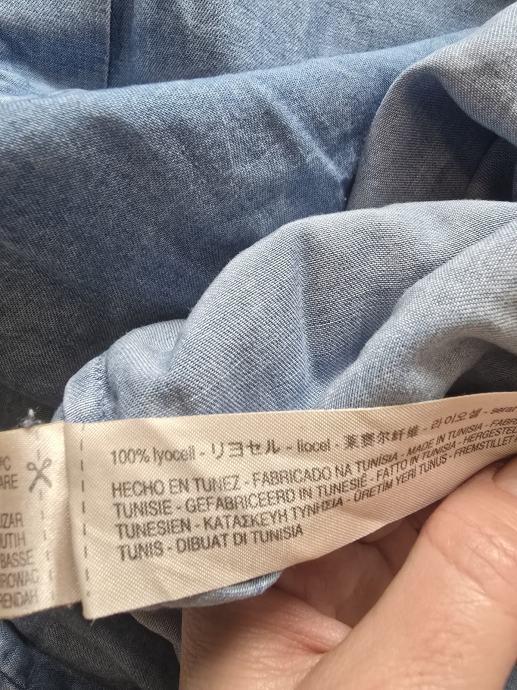 100% lyocell - リヨセル - liocel - 莱赛尔纤维 - 라이오셀 -
HECHO EN TUNEZ - FABRICADO NA TUNÍSIA - MADE IN TUNISIA -
TUNISIE - GEFABRICEERD IN TUNESIË - FATTO IN TUNISIA - HERGESTELLT
TUNESIEN - ΚΑΤΑΣΚΕΥΗ ΤΥΝΗΣΙΑ - ÜRETİM YERİ TUNUS - FREMSTILLET
TUNIS - DIBUAT DI TUNISIA